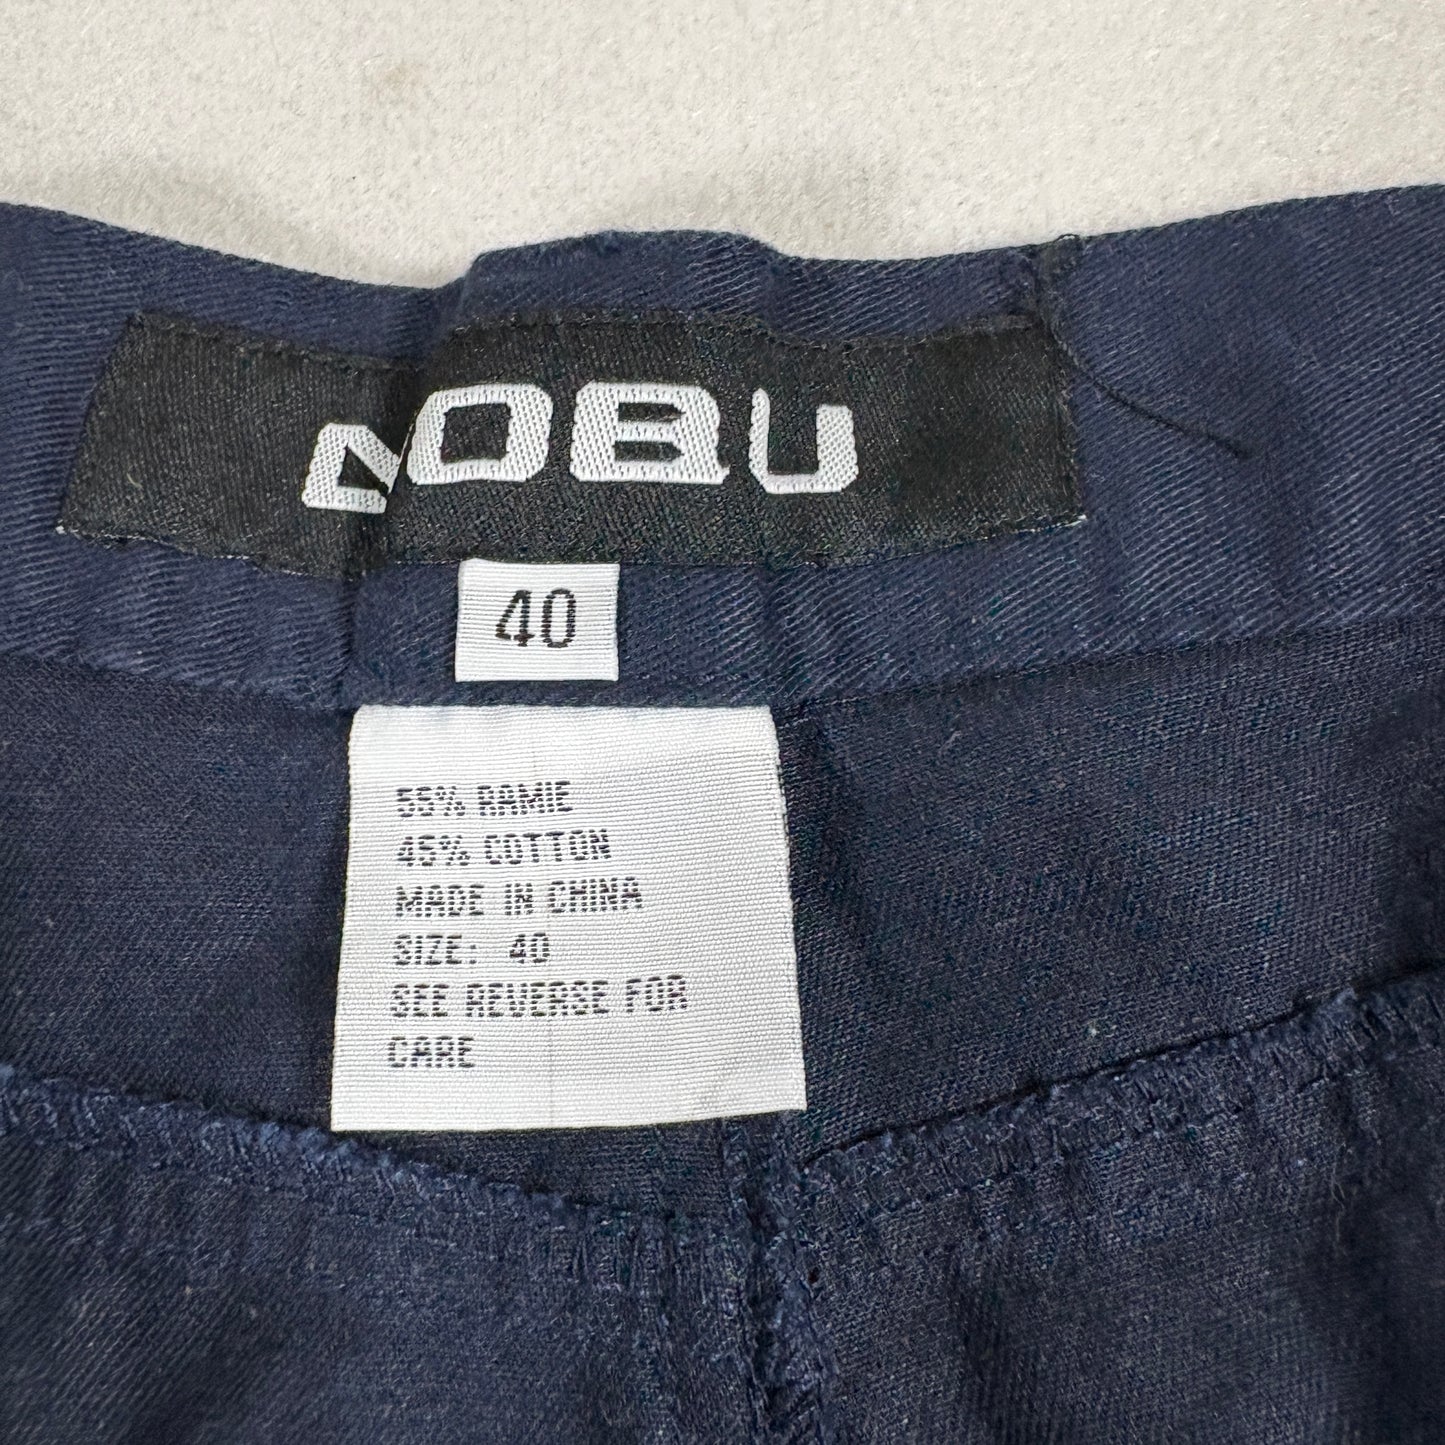 NOBU
40
55% RAMIE
45% COTTON
MADE IN CHINA
SIZE: 40
SEE REVERSE FOR
CARE